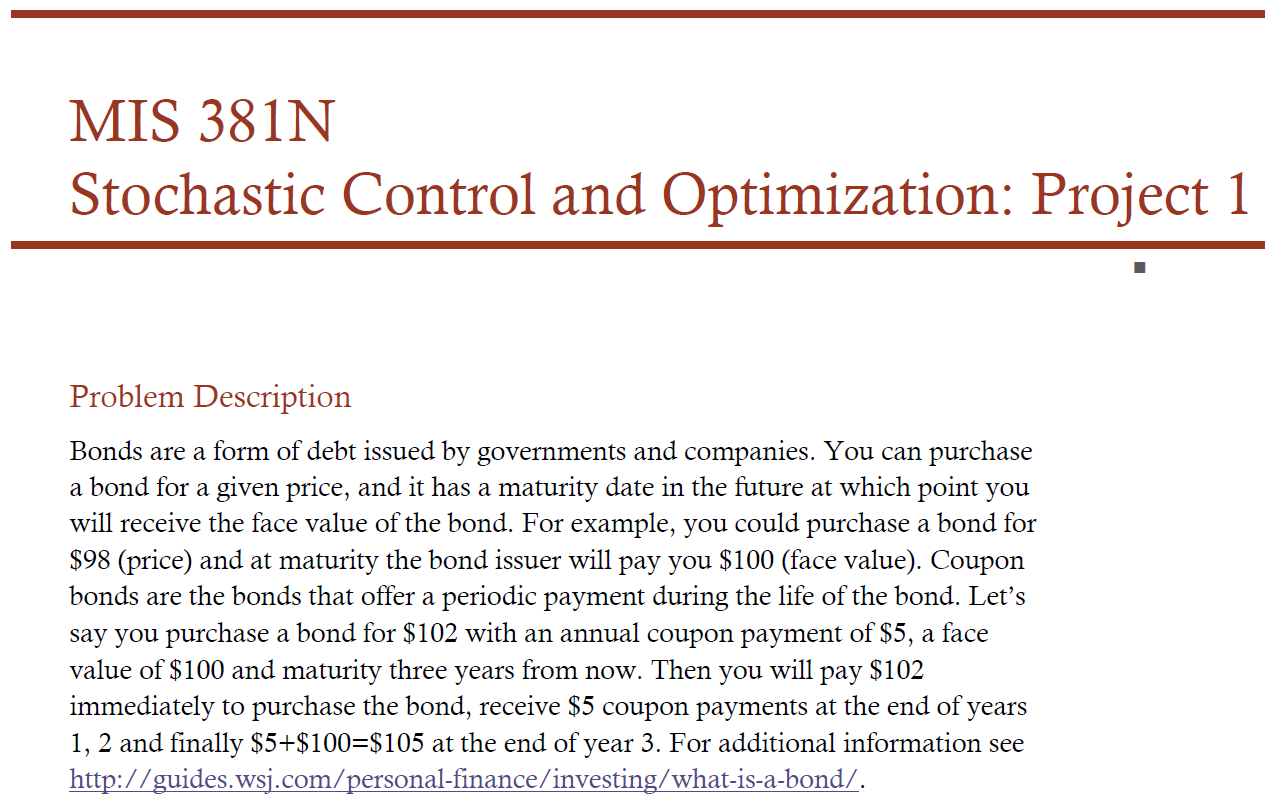 MIS 381N
Stochastic Control and Optimization: Project 1
Problem Description
Bonds are a form of debt issued by governments and companies. You can purchase
a bond for a given price, and it has a maturity date in the future at which point you
will receive the face value of the bond. For example, you could purchase a bond for
$98 (price) and at maturity the bond issuer will pay you $100 (face value). Coupon
bonds are the bonds that offer a periodic payment during the life of the bond. Let’s
say you purchase a bond for $102 with an annual coupon payment of $5, a face
value of $100 and maturity three years from now. Then you will pay $102
immediately to purchase the bond, receive $5 coupon payments at the end of years
1, 2 and finally $5+$100=$105 at the end of year 3. For additional information see
http://guides.wsj.com/personal-finance/investing/what-is-a-bond/.